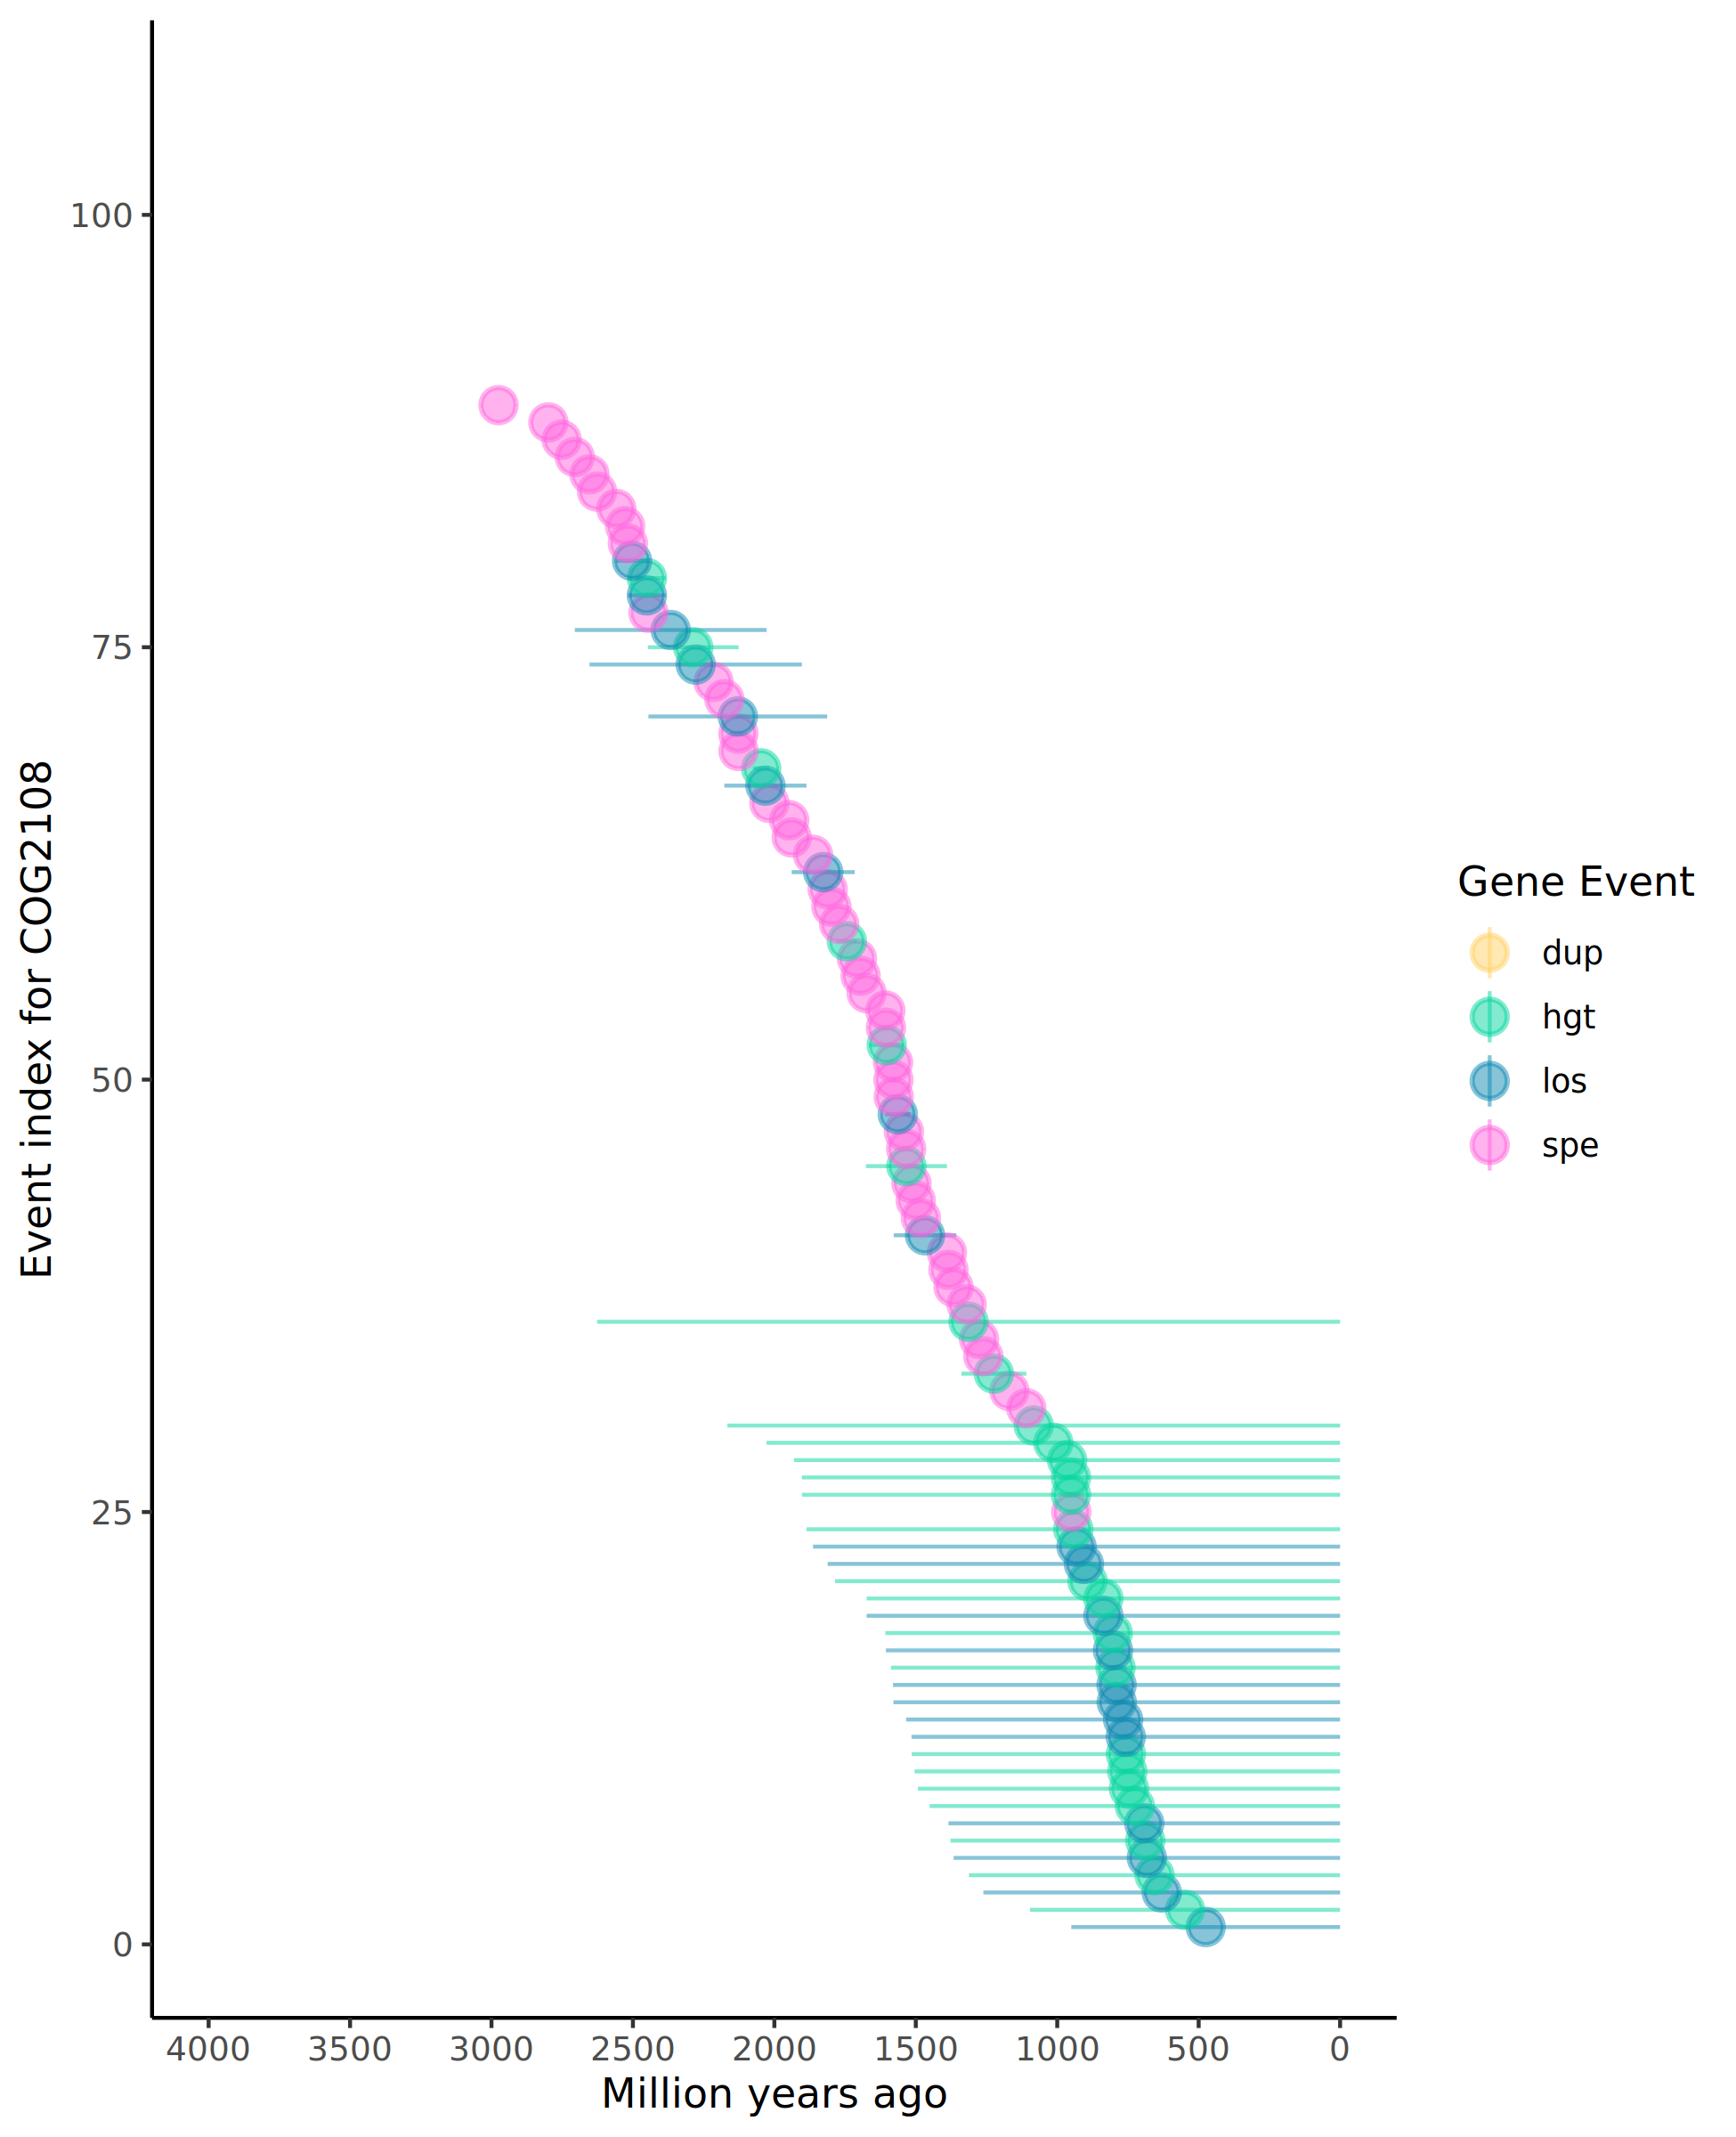 Event index for COG2108
100
75
50
25
0
4000 3500 3000 2500 2000 1500 1000 500 0
Million years ago
Gene Event
dup
hgt
los
spe